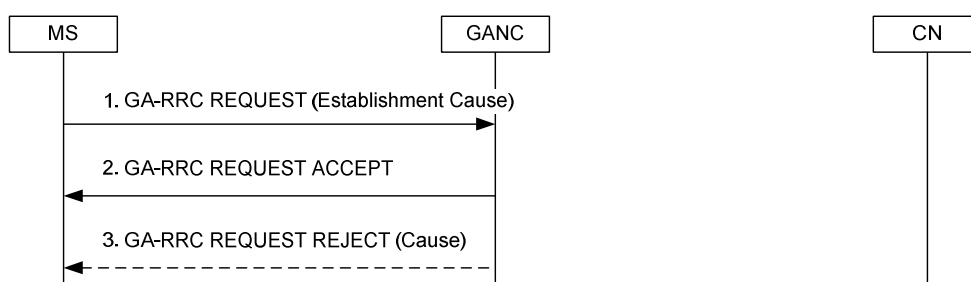 MS
GANC
CN
1. GA-RRC REQUEST (Establishment Cause)
2. GA-RRC REQUEST ACCEPT
3. GA-RRC REQUEST REJECT (Cause)